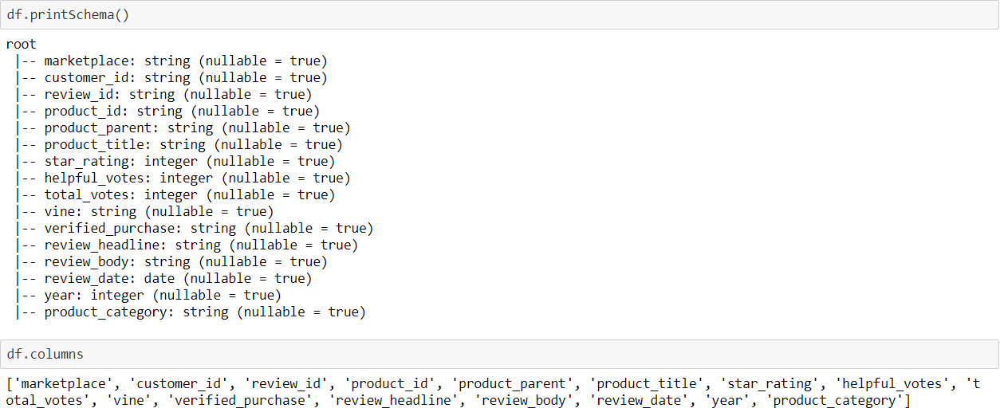 df.printSchema()
root
 |-- marketplace: string (nullable = true)
 |-- customer_id: string (nullable = true)
 |-- review_id: string (nullable = true)
 |-- product_id: string (nullable = true)
 |-- product_parent: string (nullable = true)
 |-- product_title: string (nullable = true)
 |-- star_rating: integer (nullable = true)
 |-- helpful_votes: integer (nullable = true)
 |-- total_votes: integer (nullable = true)
 |-- vine: string (nullable = true)
 |-- verified_purchase: string (nullable = true)
 |-- review_headline: string (nullable = true)
 |-- review_body: string (nullable = true)
 |-- review_date: date (nullable = true)
 |-- year: integer (nullable = true)
 |-- product_category: string (nullable = true)
df.columns
['marketplace', 'customer_id', 'review_id', 'product_id', 'product_parent', 'product_title', 'star_rating', 'helpful_votes', 't
otal_votes', 'vine', 'verified_purchase', 'review_headline', 'review_body', 'review_date', 'year', 'product_category']